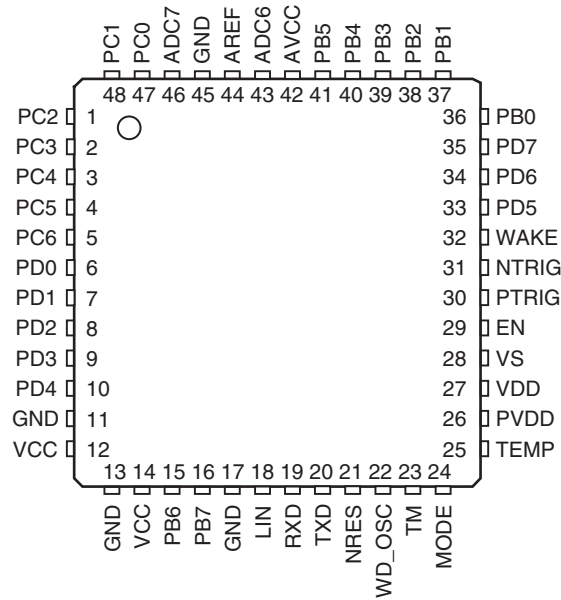 PC1 PC0 ADC7 GND AREF ADC6 AVCC PB5 PB4 PB3 PB2 PB1
48 47 46 45 44 43 42 41 40 39 38 37
PC2 1 36 PB0
PC3 2 35 PD7
PC4 3 34 PD6
PC5 4 33 PD5
PC6 5 32 WAKE
PD0 6 31 NTRIG
PD1 7 30 PTRIG
PD2 8 29 EN
PD3 9 28 VS
PD4 10 27 VDD
GND 11 26 PVDD
VCC 12 25 TEMP
13 14 15 16 17 18 19 20 21 22 23 24
GND VCC PB6 PB7 GND LIN RXD TXD NRES WD_OSC TM MODE